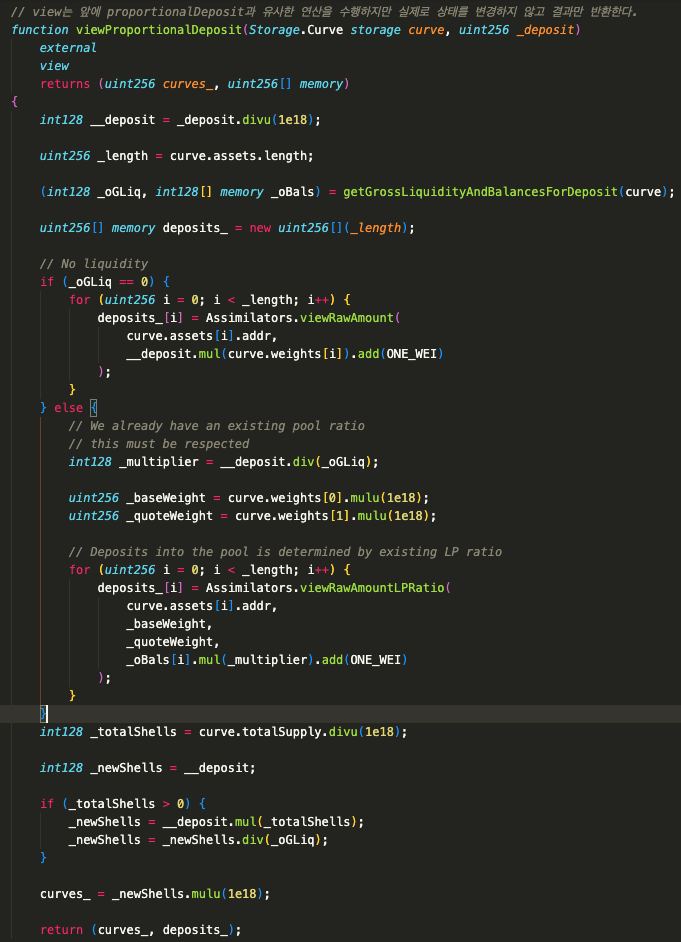 // view는 앞에 proportionalDeposit과 유사한 연산을 수행하지만 실제로 상태를 변경하지 않고 결과만 반환한다.
function viewProportionalDeposit(Storage.Curve storage curve, uint256 _deposit)
    external
    view
    returns (uint256 curves_, uint256[] memory)
{
    int128 __deposit = _deposit.divu(1e18);

    uint256 _length = curve.assets.length;

    (int128 _oGLiq, int128[] memory _oBals) = getGrossLiquidityAndBalancesForDeposit(curve);

    uint256[] memory deposits_ = new uint256[](_length);

    // No liquidity
    if (_oGLiq == 0) {
        for (uint256 i = 0; i < _length; i++) {
            deposits_[i] = Assimilators.viewRawAmount(
                curve.assets[i].addr,
                __deposit.mul(curve.weights[i]).add(ONE_WEI)
            );
        }
    } else {
        // We already have an existing pool ratio
        // this must be respected
        int128 _multiplier = __deposit.div(_oGLiq);

        uint256 _baseWeight = curve.weights[0].mulu(1e18);
        uint256 _quoteWeight = curve.weights[1].mulu(1e18);

        // Deposits into the pool is determined by existing LP ratio
        for (uint256 i = 0; i < _length; i++) {
            deposits_[i] = Assimilators.viewRawAmountLPRatio(
                curve.assets[i].addr,
                _baseWeight,
                _quoteWeight,
                _oBals[i].mul(_multiplier).add(ONE_WEI)
            );
        }
    }
    int128 _totalShells = curve.totalSupply.divu(1e18);

    int128 _newShells = __deposit;

    if (_totalShells > 0) {
        _newShells = __deposit.mul(_totalShells);
        _newShells = _newShells.div(_oGLiq);
    }

    curves_ = _newShells.mulu(1e18);

    return (curves_, deposits_);